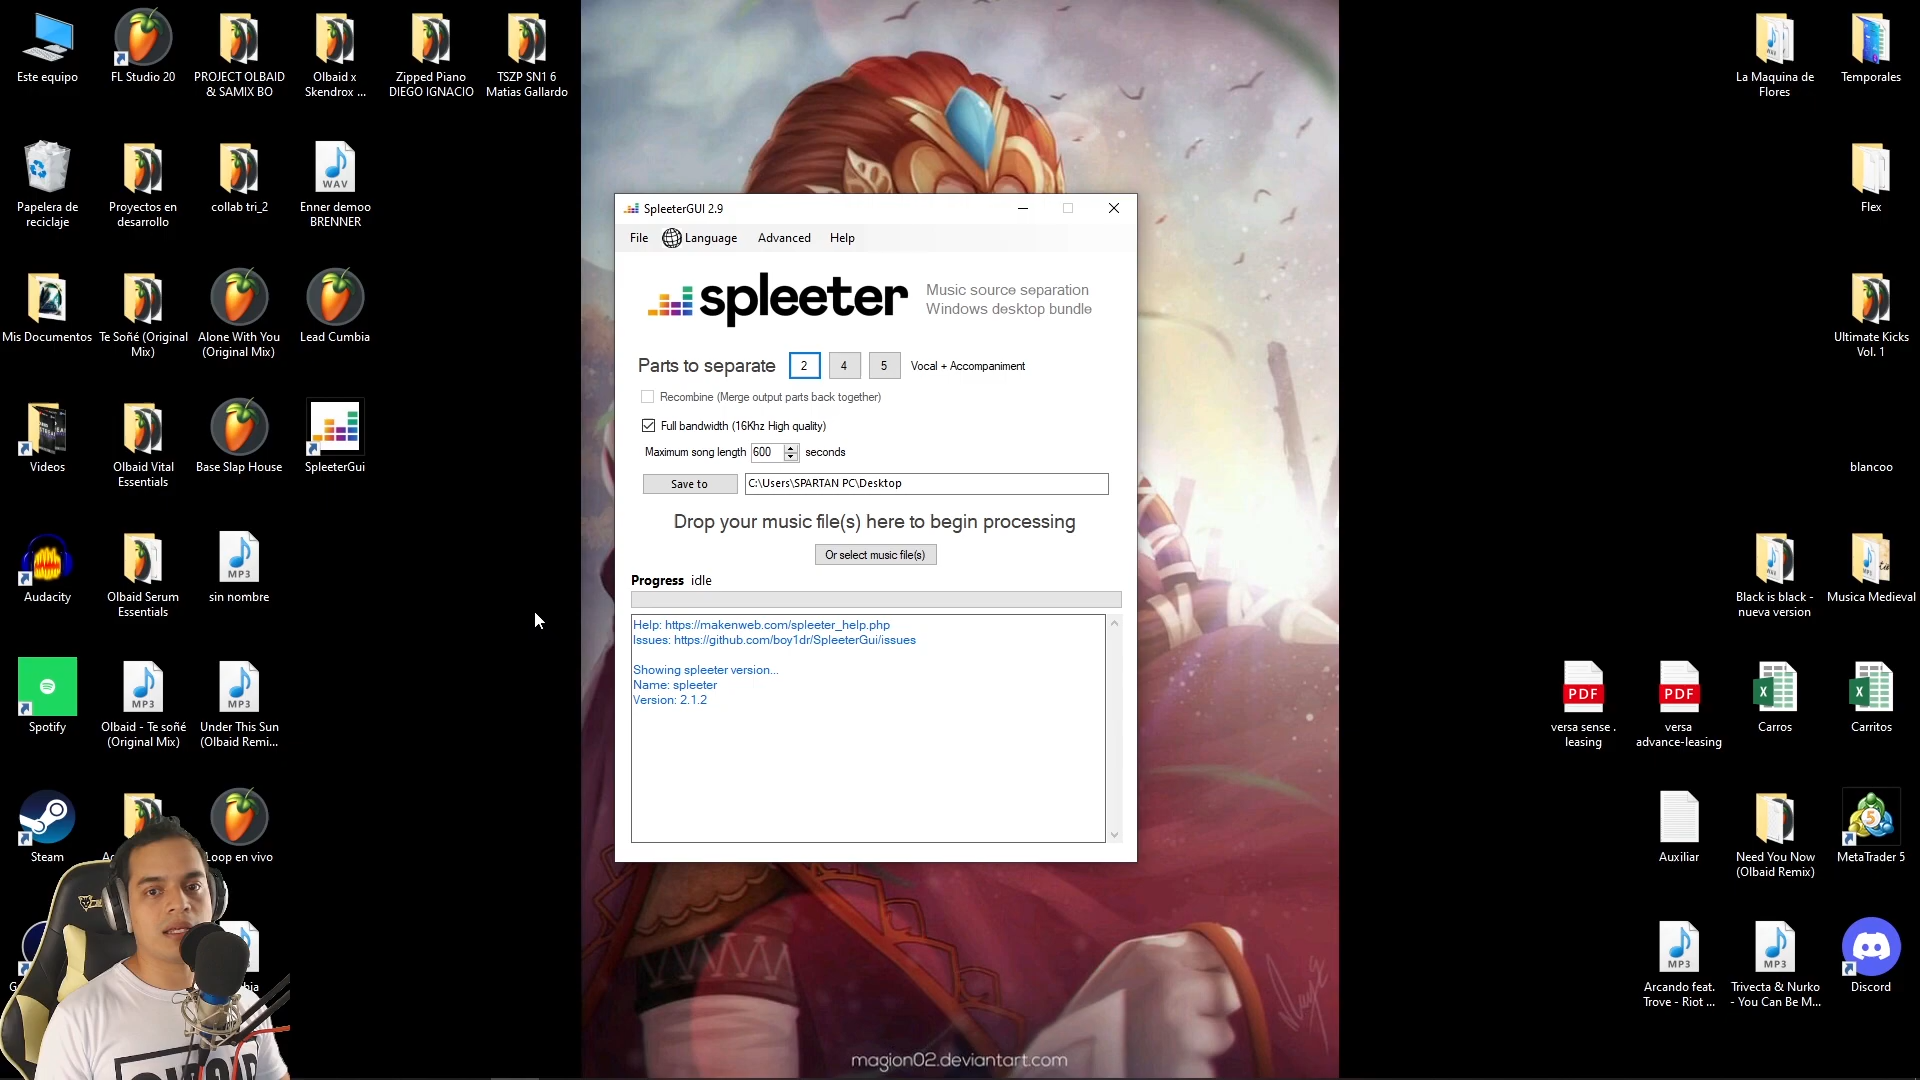 Este equipo
FL Studio 20
PROJECT OLBAID
& SAMIX BO
Olbaid x
Skendrox ...
Zipped Piano
DIEGO IGNACIO
TSZP SN1 6
Matias Gallardo
La Maquina de
Flores
Temporales
Papelera de
reciclaje
Proyectos en
desarrollo
collab tri_2
WAV
Enner demoo
BRENNER
Flex
Mis Documentos
Te Soñé (Original
Mix)
Alone With You
(Original Mix)
Lead Cumbia
Ultimate Kicks
Vol. 1
Videos
Olbaid Vital
Essentials
Base Slap House
SpleeterGui
blancoo
Audacity
Olbaid Serum
Essentials
MP3
sin nombre
Black is black -
nueva version
Musica Medieval
Spotify
MP3
Olbaid - Te soñé
(Original Mix)
MP3
Under This Sun
(Olbaid Remi...
PDF
versa sense .
leasing
PDF
versa
advance-leasing
Carros
Carritos
Steam
Loop en vivo
Auxiliar
Need You Now
(Olbaid Remix)
MetaTrader 5
MP3
Arcando feat.
Trove - Riot ...
MP3
Trivecta & Nurko
- You Can Be M...
Discord
SpleeterGUI 2.9
File Language Advanced Help
spleeter
Music source separation
Windows desktop bundle
Parts to separate 2 4 5 Vocal + Accompaniment
Recombine (Merge output parts back together)
Full bandwidth (16Khz High quality)
Maximum song length 600 seconds
Save to C:\Users\SPARTAN PC\Desktop
Drop your music file(s) here to begin processing
Or select music file(s)
Progress idle
Help: https://makenweb.com/spleeter_help.php
Issues: https://github.com/boy1dr/SpleeterGui/issues
Showing spleeter version...
Name: spleeter
Version: 2.1.2
magion02.deviantart.com